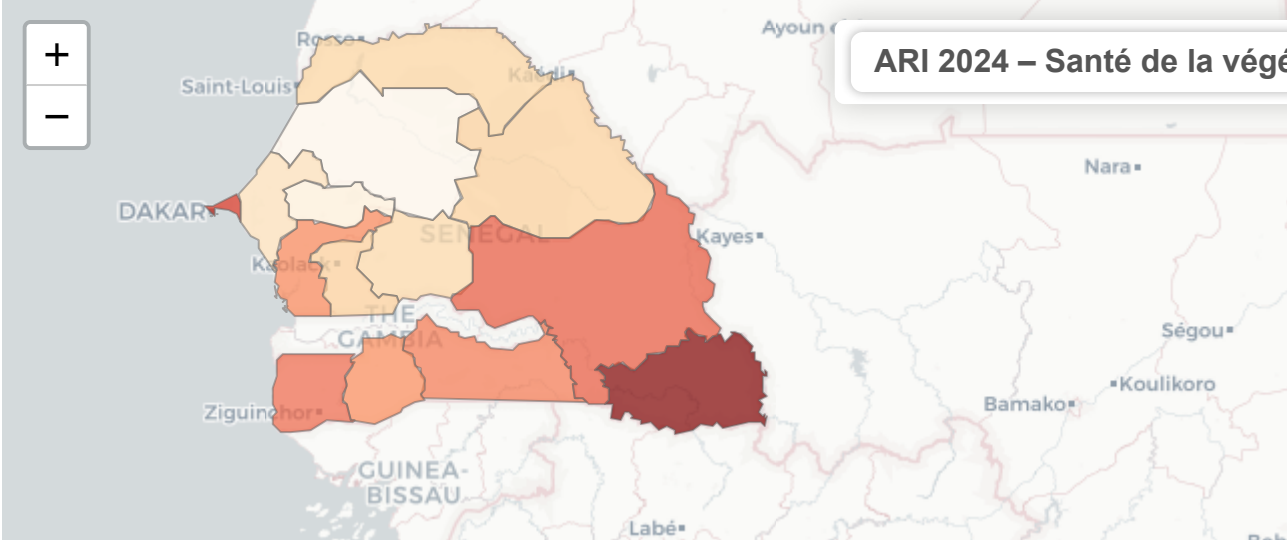 Rosso
Ayoun
ARI 2024 – Santé de la végé
+
Kaédi
Saint-Louis
−
Nara
DAKAR
SENEGAL
Kayes
Kaolack
THE
GAMBIA
Ségou
Koulikoro
Bamako
Ziguinchor
GUINEA-
BISSAU
Labé